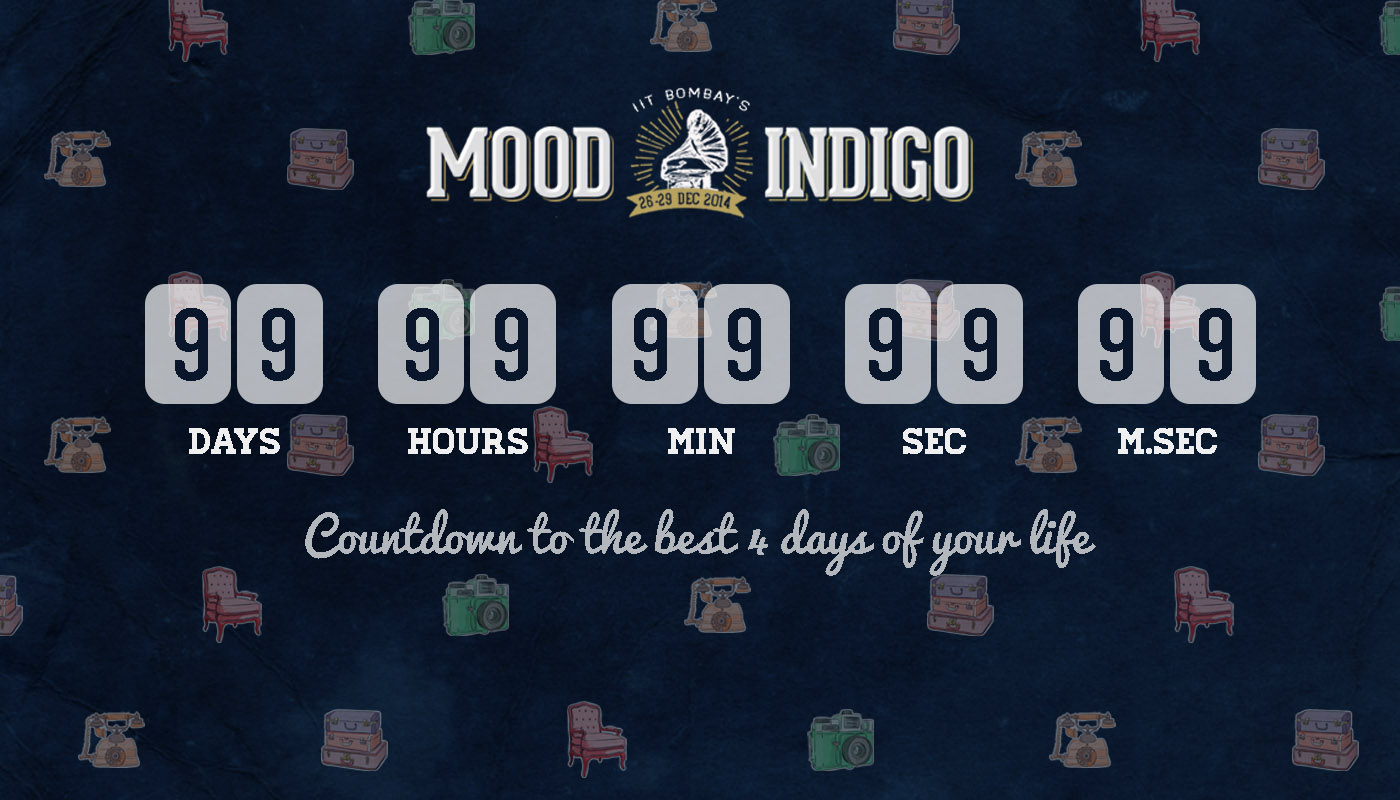 IIT BOMBAY'S
MOOD INDIGO
26-29 DEC 2014
99 99 99 99 99
DAYS HOURS MIN SEC M.SEC
Countdown to the best 4 days of your life